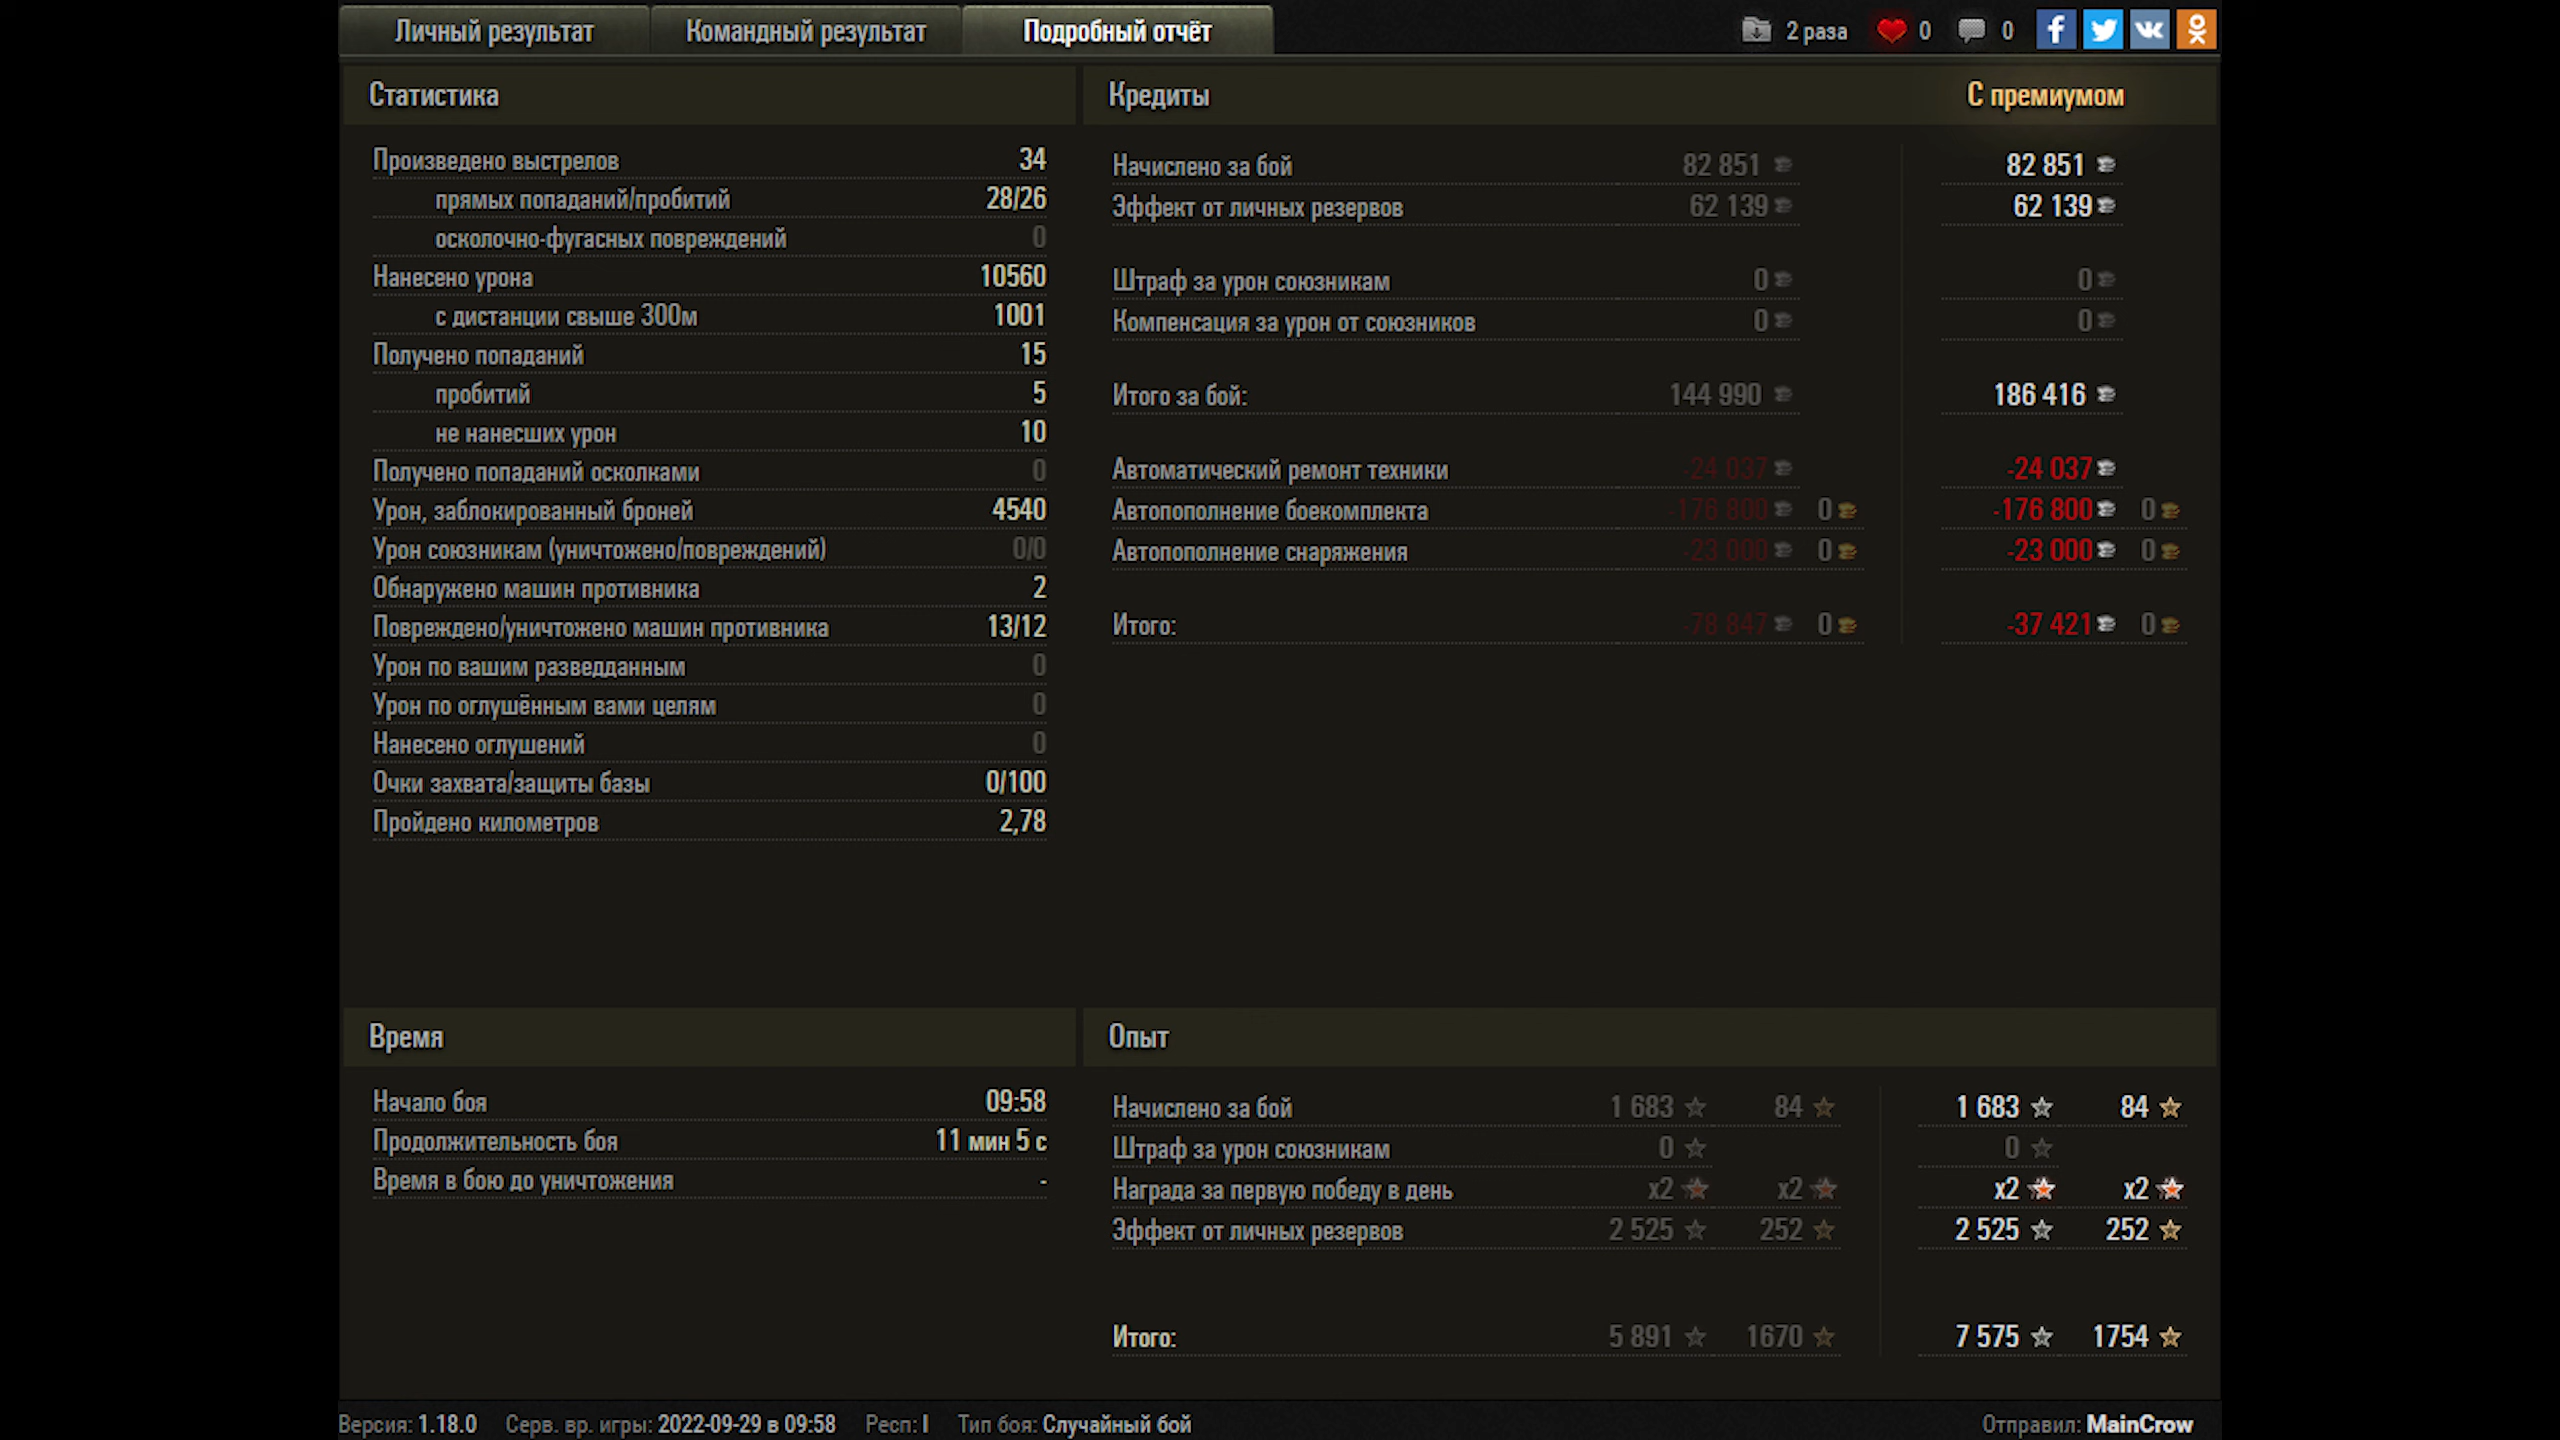 Личный результат Командный результат Подробный отчёт 2 раза 0 0
Статистика
Произведено выстрелов 34
прямых попаданий/пробитий 28/26
осколочно-фугасных повреждений 0
Нанесено урона 10560
с дистанции свыше 300м 1001
Получено попаданий 15
пробитий 5
не нанесших урон 10
Получено попаданий осколками 0
Урон, заблокированный броней 4540
Урон союзникам (уничтожено/повреждений) 0/0
Обнаружено машин противника 2
Повреждено/уничтожено машин противника 13/12
Урон по вашим разведданным 0
Урон по оглушённым вами целям 0
Нанесено оглушений 0
Очки захвата/защиты базы 0/100
Пройдено километров 2,78
Кредиты С премиумом
Начислено за бой 82 851 82 851
Эффект от личных резервов 62 139 62 139
Штраф за урон союзникам 0 0
Компенсация за урон от союзников 0 0
Итого за бой: 144 990 186 416
Автоматический ремонт техники -24 037 -24 037
Автопополнение боекомплекта -176 800 0 -176 800 0
Автопополнение снаряжения -23 000 0 -23 000 0
Итого: -78 847 0 -37 421 0
Время
Начало боя 09:58
Продолжительность боя 11 мин 5 с
Время в бою до уничтожения -
Опыт
Начислено за бой 1 683 84 1 683 84
Штраф за урон союзникам 0 0
Награда за первую победу в день x2 x2 x2 x2
Эффект от личных резервов 2 525 252 2 525 252
Итого: 5 891 1670 7 575 1754
Версия: 1.18.0 Серв. вр. игры: 2022-09-29 в 09:58 Респ: I Тип боя: Случайный бой Отправил: MainCrow